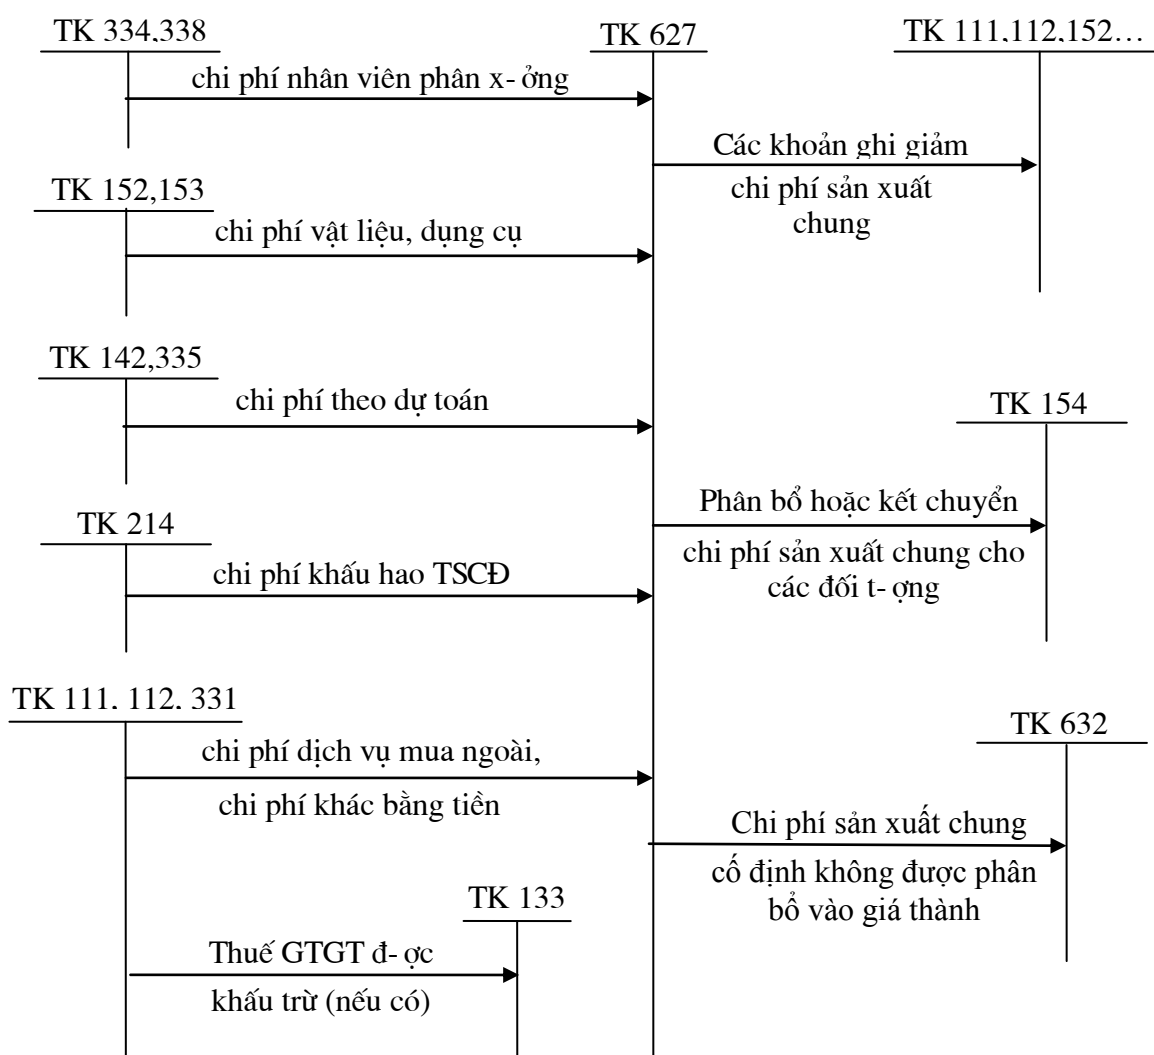 TK 334,338
TK 627
TK 111,112,152…
chi phí nhân viên phân x- ởng
Các khoản ghi giảm
chi phí sản xuất
chung
TK 152,153
chi phí vật liệu, dụng cụ
TK 142,335
chi phí theo dự toán
TK 154
Phân bổ hoặc kết chuyển
chi phí sản xuất chung cho
các đối t- ợng
TK 214
chi phí khấu hao TSCĐ
TK 111, 112, 331
chi phí dịch vụ mua ngoài,
chi phí khác bằng tiền
TK 632
Chi phí sản xuất chung
cố định không được phân
bổ vào giá thành
TK 133
Thuế GTGT đ- ợc
khấu trừ (nếu có)